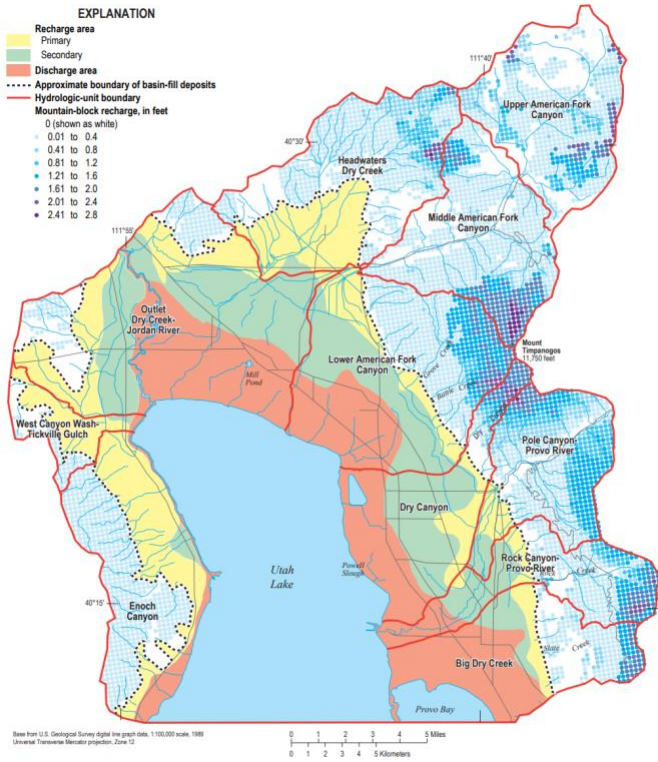 EXPLANATION
Recharge area
Primary
Secondary
Discharge area
Approximate boundary of basin-fill deposits
Hydrologic-unit boundary
Mountain-block recharge, in feet
0 (shown as white)
0.01 to 0.4
0.41 to 0.8
0.81 to 1.2
1.21 to 1.6
1.61 to 2.0
2.01 to 2.4
2.41 to 2.8
111°40'
Upper American Fork
Canyon
40°30'
Headwaters
Dry Creek
Middle American Fork
Canyon
111°55'
Outlet
Dry Creek-
Jordan River
Mill
Pond
Lower American Fork
Canyon
Grove Creek
Battle Creek
Dry
Mount
Timpanogos
11,750 feet
West Canyon Wash-
Tickville Gulch
Pole Canyon-
Provo River
Dry Canyon
Rock Canyon-
Provo-River
Creek
Utah
Lake
Powell
Slough
40°15'
Enoch
Canyon
Slate Creek
Big Dry Creek
Provo Bay
Base from U.S. Geological Survey digital line graph data, 1:100,000 scale, 1989
Universal Transverse Mercator projection, Zone 12
0 1 2 3 4 5 Miles
0 1 2 3 4 5 Kilometers